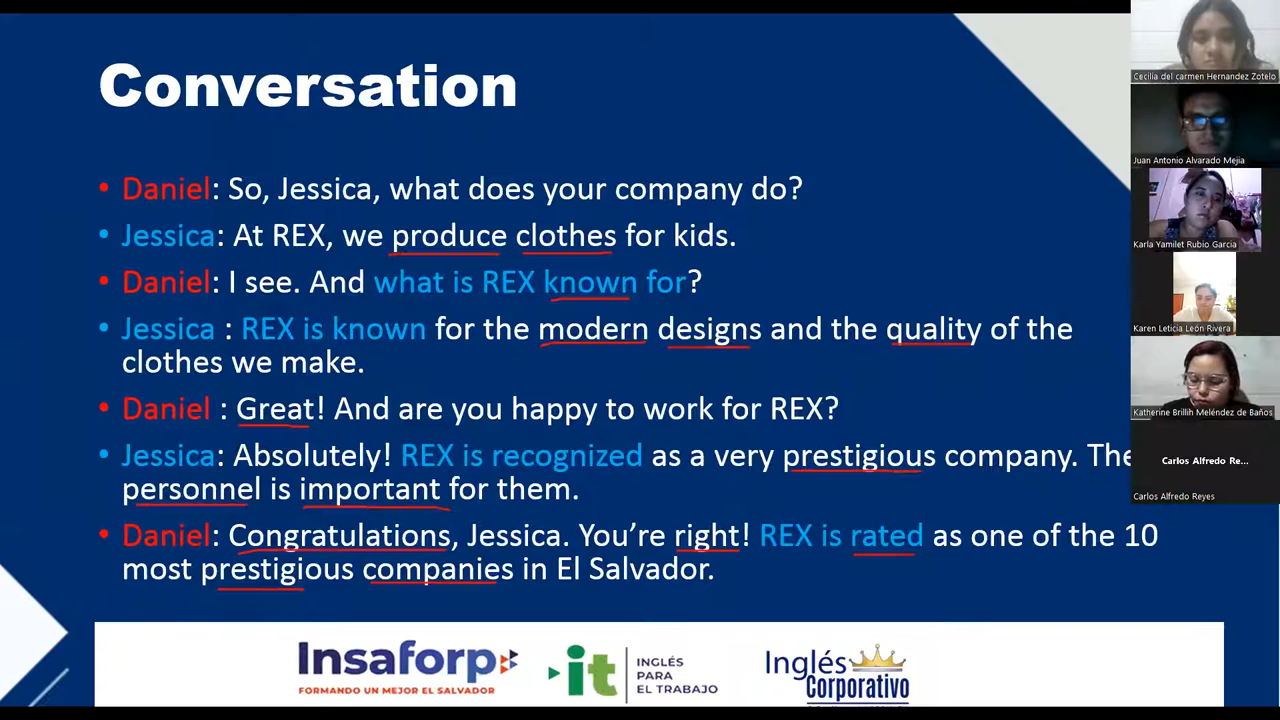 Conversation
• Daniel: So, Jessica, what does your company do?
• Jessica: At REX, we produce clothes for kids.
• Daniel: I see. And what is REX known for?
• Jessica : REX is known for the modern designs and the quality of the
clothes we make.
• Daniel : Great! And are you happy to work for REX?
• Jessica: Absolutely! REX is recognized as a very prestigious company. The
personnel is important for them.
• Daniel: Congratulations, Jessica. You’re right! REX is rated as one of the 10
most prestigious companies in El Salvador.
Insaforp
FORMANDO UN MEJOR EL SALVADOR
it
INGLÉS
PARA
EL TRABAJO
Inglés
Corporativo
Cecilia del carmen Hernandez Zotelo
Juan Antonio Alvarado Mejia
Karla Yamilet Rubio Garcia
Karen Leticia León Rivera
Katherine Brillih Meléndez de Baños
Carlos Alfredo Re...
Carlos Alfredo Reyes